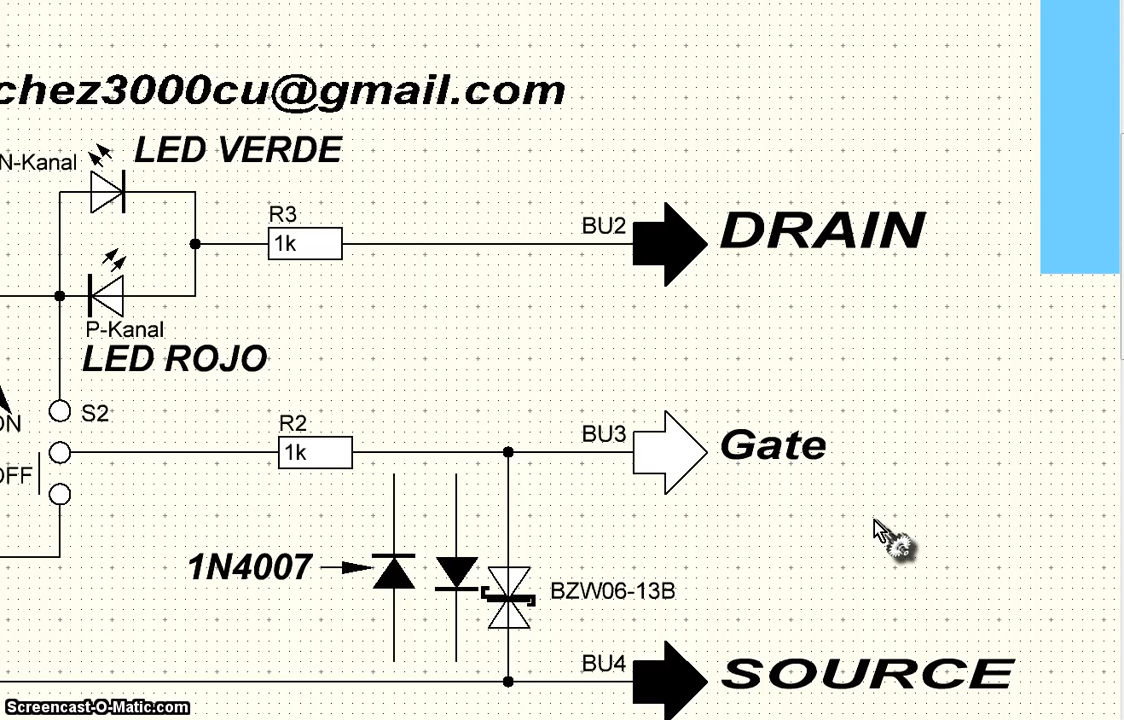 chez3000cu@gmail.com
N-Kanal
LED VERDE
R3
1k
BU2
DRAIN
P-Kanal
LED ROJO
ON
S2
R2
1k
BU3
Gate
OFF
1N4007
BZW06-13B
BU4
SOURCE
Screencast-O-Matic.com